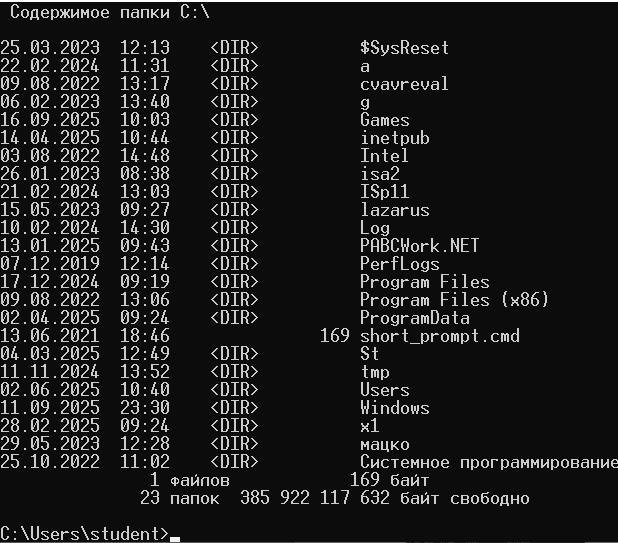 Содержимое папки C:\
25.03.2023 12:13 <DIR> $SysReset
22.02.2024 11:31 <DIR> a
09.08.2022 13:17 <DIR> cvavreval
06.02.2023 13:40 <DIR> g
16.09.2025 10:03 <DIR> Games
14.04.2025 10:44 <DIR> inetpub
03.08.2022 14:48 <DIR> Intel
26.01.2023 08:38 <DIR> isa2
21.02.2024 13:03 <DIR> ISp11
15.05.2023 09:27 <DIR> lazarus
10.02.2024 14:30 <DIR> Log
13.01.2025 09:43 <DIR> PABCWork.NET
07.12.2019 12:14 <DIR> PerfLogs
17.12.2024 09:19 <DIR> Program Files
09.08.2022 13:06 <DIR> Program Files (x86)
02.04.2025 09:24 <DIR> ProgramData
13.06.2021 18:46 169 short_prompt.cmd
04.03.2025 12:49 <DIR> St
11.11.2024 13:52 <DIR> tmp
02.06.2025 10:40 <DIR> Users
11.09.2025 23:30 <DIR> Windows
28.02.2025 09:24 <DIR> x1
29.05.2023 12:28 <DIR> мацко
25.10.2022 11:02 <DIR> Системное программирование
1 файлов 169 байт
23 папок 385 922 117 632 байт свободно
C:\Users\student>